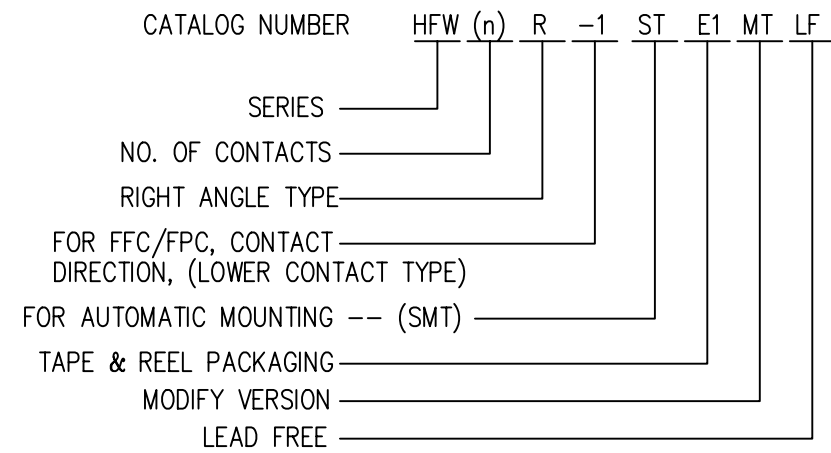 CATALOG NUMBER HFW (n) R -1 ST E1 MT LF
SERIES
NO. OF CONTACTS
RIGHT ANGLE TYPE
FOR FFC/FPC, CONTACT
DIRECTION, (LOWER CONTACT TYPE)
FOR AUTOMATIC MOUNTING -- (SMT)
TAPE & REEL PACKAGING
MODIFY VERSION
LEAD FREE